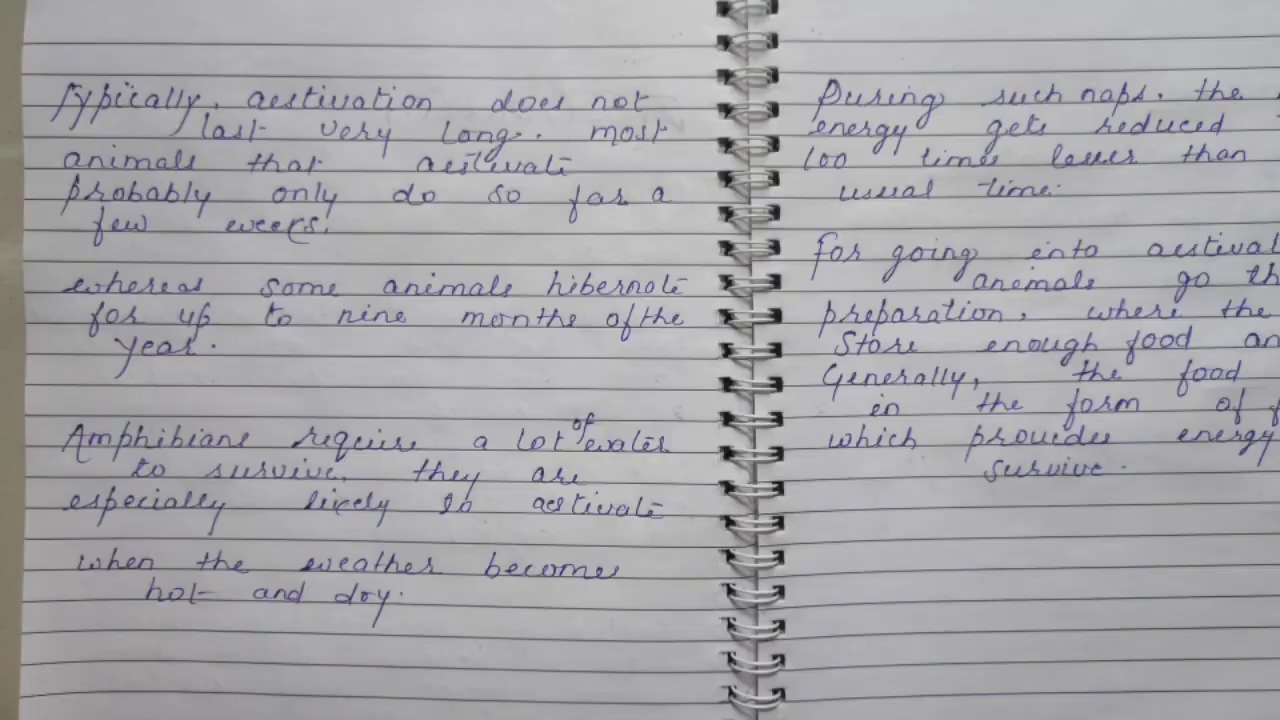 Typically, aestivation does not
last very long. most
animals that aestivate
probably only do so for a
few weeks.
whereas some animals hibernate
for up to nine months of the
year.
Amphibians require a lot of water
to survive, they are
especially likely to aestivate
when the weather becomes
hot and dry.
During such naps, the
energy gets reduced
100 times lesser than
usual time.
for going into aestival
animals go th
preparation, where the
Store enough food an
Generally, the food
in the form of f
which provides energy
survive.